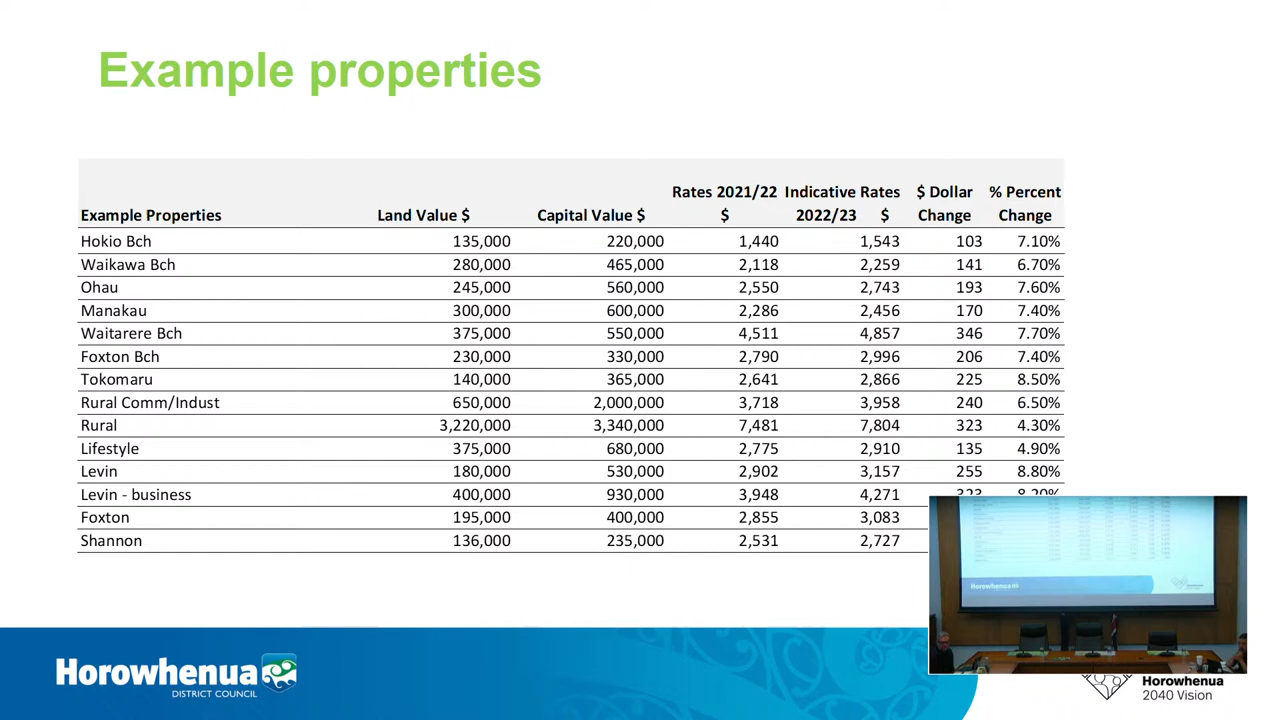 Example properties
Rates 2021/22 Indicative Rates $ Dollar % Percent
Example Properties Land Value $ Capital Value $ $ 2022/23 $ Change Change
Hokio Bch 135,000 220,000 1,440 1,543 103 7.10%
Waikawa Bch 280,000 465,000 2,118 2,259 141 6.70%
Ohau 245,000 560,000 2,550 2,743 193 7.60%
Manakau 300,000 600,000 2,286 2,456 170 7.40%
Waitarere Bch 375,000 550,000 4,511 4,857 346 7.70%
Foxton Bch 230,000 330,000 2,790 2,996 206 7.40%
Tokomaru 140,000 365,000 2,641 2,866 225 8.50%
Rural Comm/Indust 650,000 2,000,000 3,718 3,958 240 6.50%
Rural 3,220,000 3,340,000 7,481 7,804 323 4.30%
Lifestyle 375,000 680,000 2,775 2,910 135 4.90%
Levin 180,000 530,000 2,902 3,157 255 8.80%
Levin - business 400,000 930,000 3,948 4,271 323 8.20%
Foxton 195,000 400,000 2,855 3,083
Shannon 136,000 235,000 2,531 2,727
Horowhenua
Horowhenua
DISTRICT COUNCIL
Horowhenua
2040 Vision